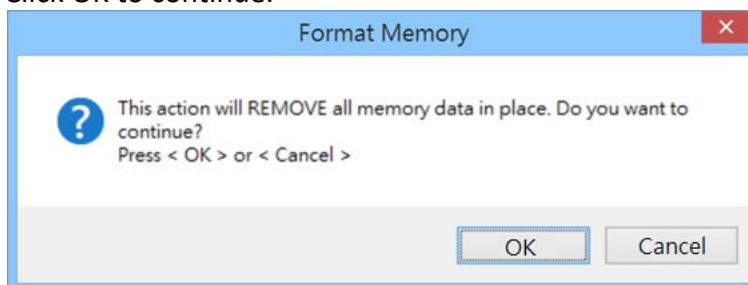 Click OK to continue.
Format Memory
This action will REMOVE all memory data in place. Do you want to
continue?
Press < OK > or < Cancel >
OK Cancel